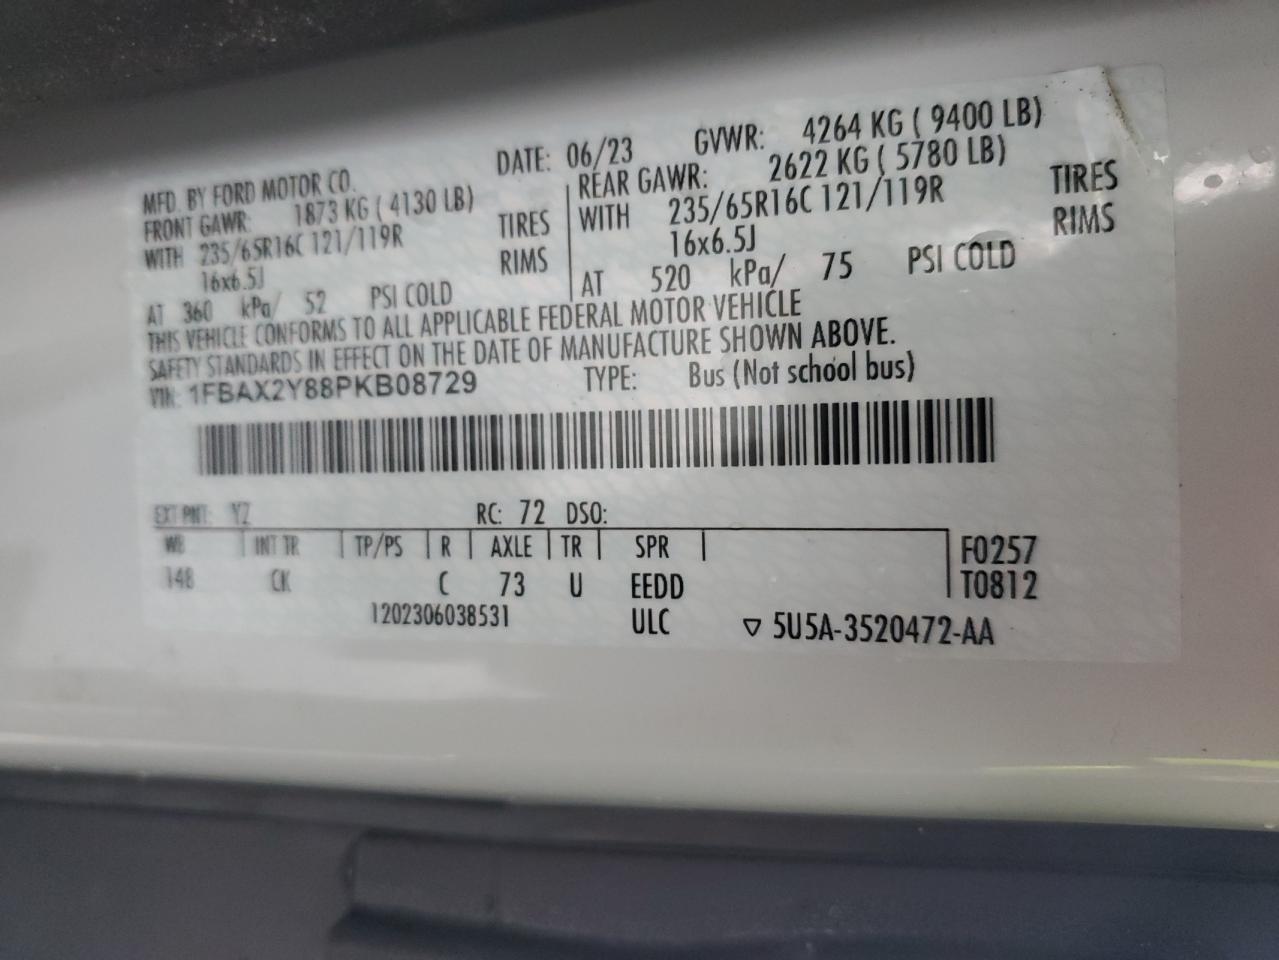 MFD. BY FORD MOTOR CO. DATE: 06/23 GVWR: 4264 KG ( 9400 LB)
FRONT GAWR: 1873 KG ( 4130 LB) REAR GAWR: 2622 KG ( 5780 LB)
WITH 235/65R16C 121/119R TIRES WITH 235/65R16C 121/119R TIRES
16x6.5J RIMS 16x6.5J RIMS
AT 360 kPa/ 52 PSI COLD AT 520 kPa/ 75 PSI COLD
THIS VEHICLE CONFORMS TO ALL APPLICABLE FEDERAL MOTOR VEHICLE
SAFETY STANDARDS IN EFFECT ON THE DATE OF MANUFACTURE SHOWN ABOVE.
VIN: 1FBAX2Y88PKB08729 TYPE: Bus (Not school bus)
EXT PNT: YZ RC: 72 DSO:
WB INT TR TP/PS R AXLE TR SPR F0257
148 CK C 73 U EEDD T0812
1202306038531 ULC ▽ 5U5A-3520472-AA